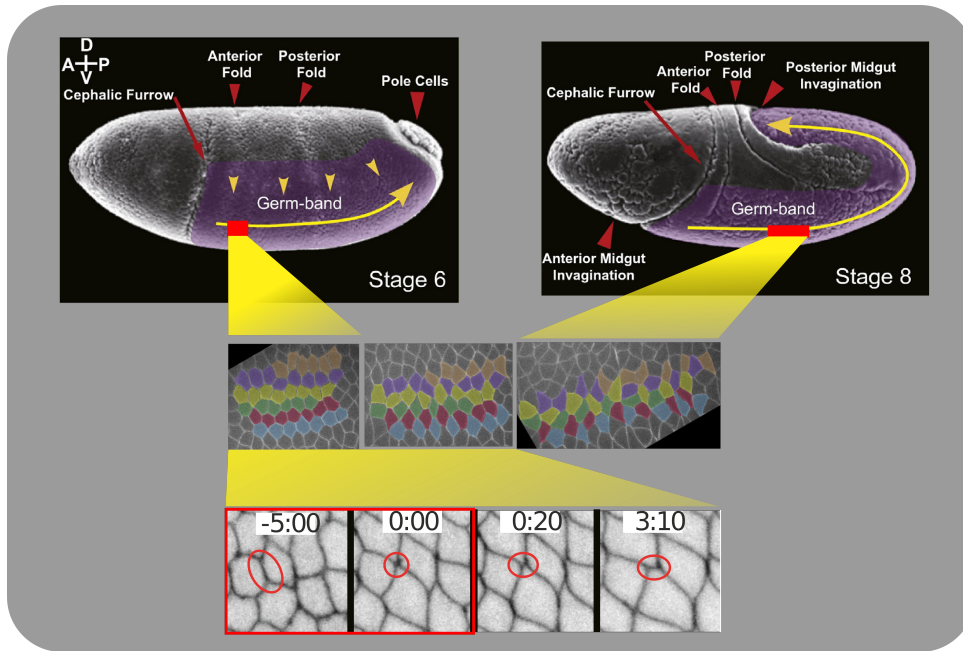 D
A P
V
Anterior
Fold
Posterior
Fold
Pole Cells
Cephalic Furrow
Germ-band
Stage 6
Posterior
Fold
Anterior
Fold
Posterior Midgut
Invagination
Cephalic Furrow
Germ-band
Anterior Midgut
Invagination
Stage 8
-5:00
0:00
0:20
3:10